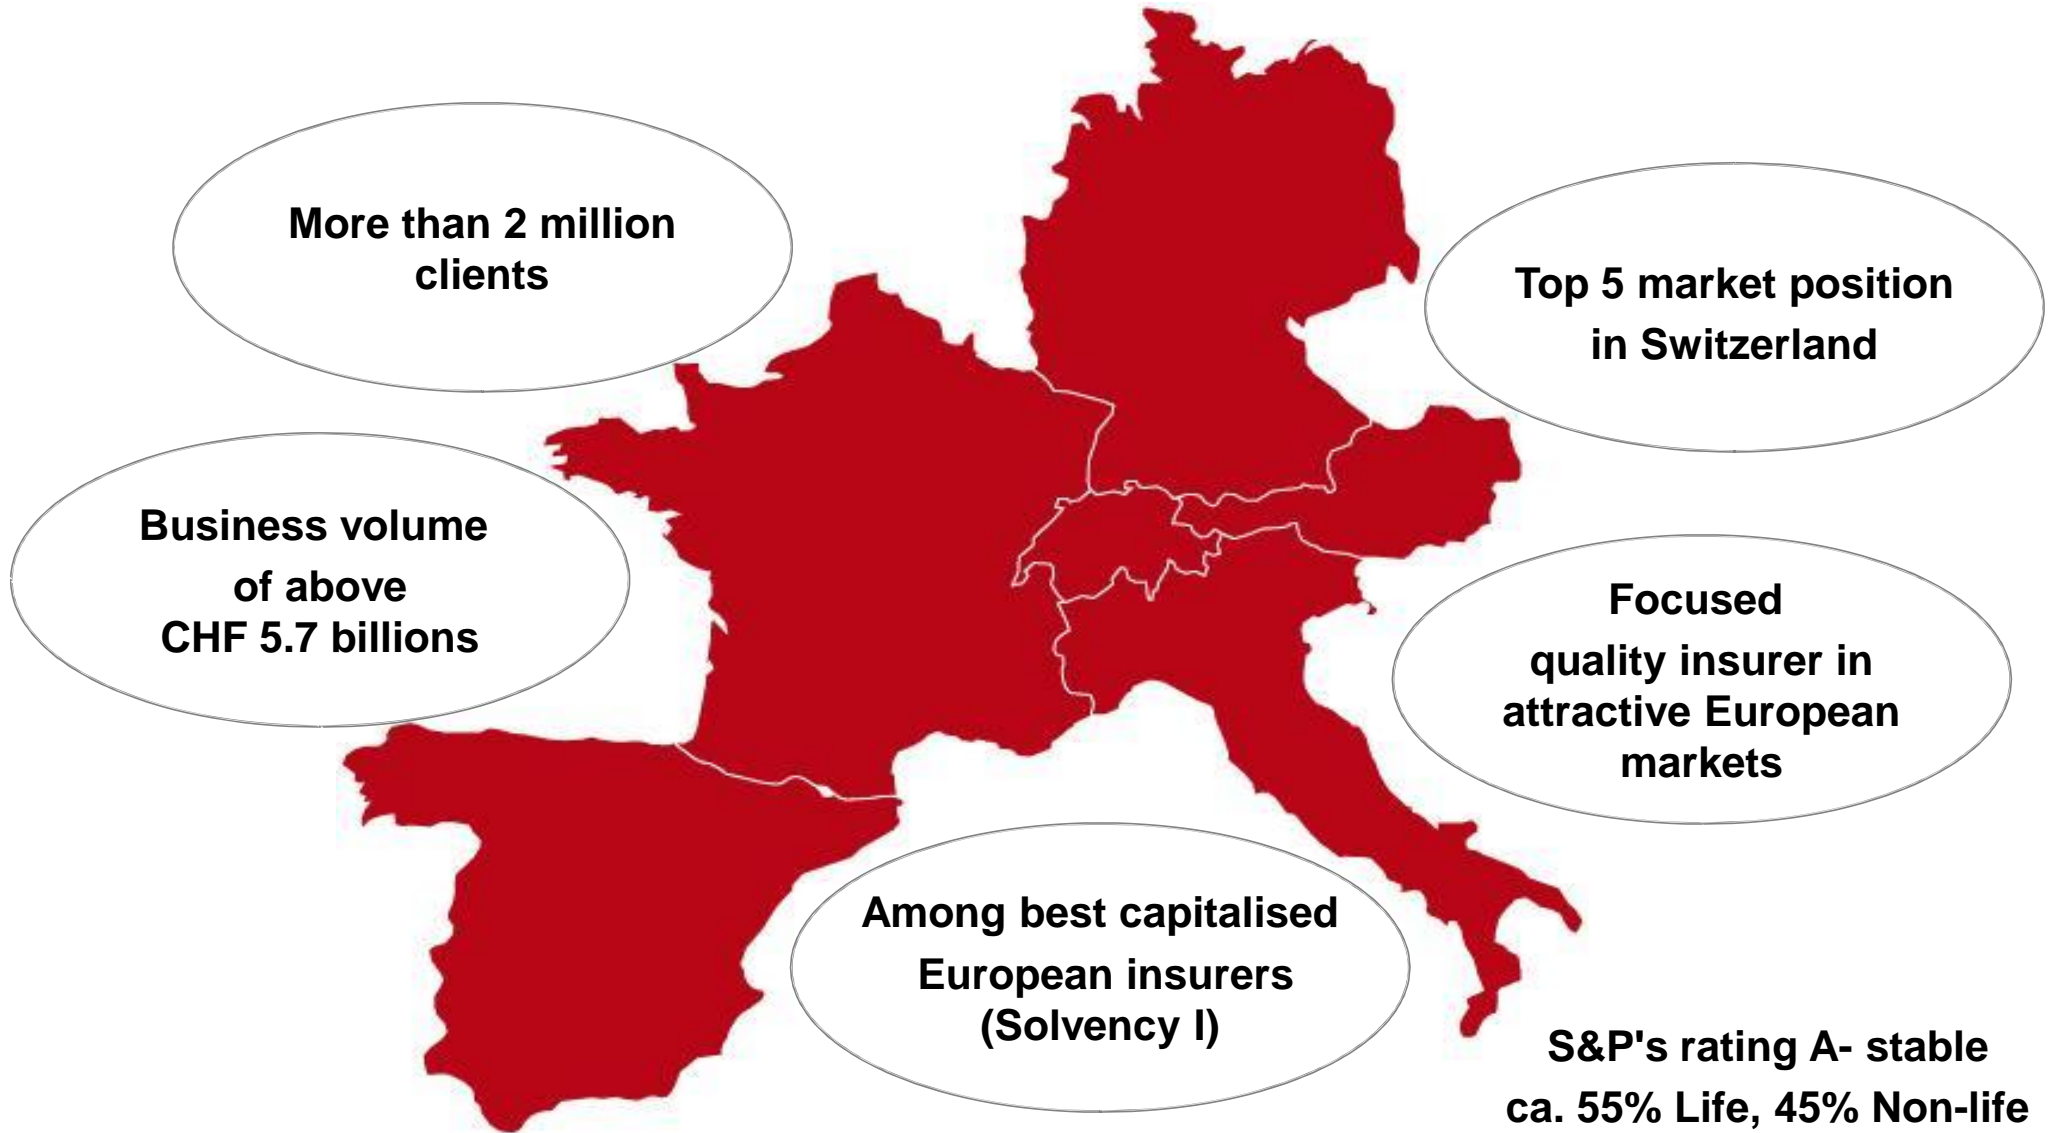 More than 2 million
clients
Top 5 market position
in Switzerland
Business volume
of above
CHF 5.7 billions
Focused
quality insurer in
attractive European
markets
Among best capitalised
European insurers
(Solvency I)
S&P's rating A- stable
ca. 55% Life, 45% Non-life